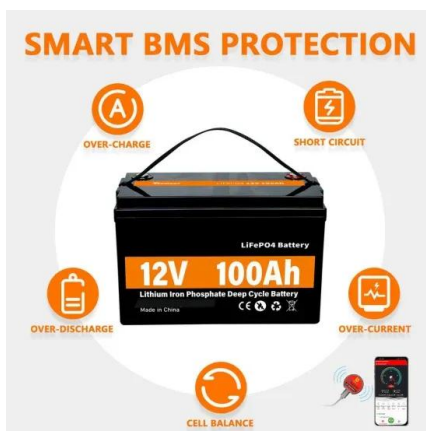 SMART BMS PROTECTION
OVER-CHARGE
SHORT CIRCUIT
LiFePO4 Battery
12V 100Ah
Lithium Iron Phosphate Deep Cycle Battery
Made in China
CE
OVER-DISCHARGE
OVER-CURRENT
CELL BALANCE